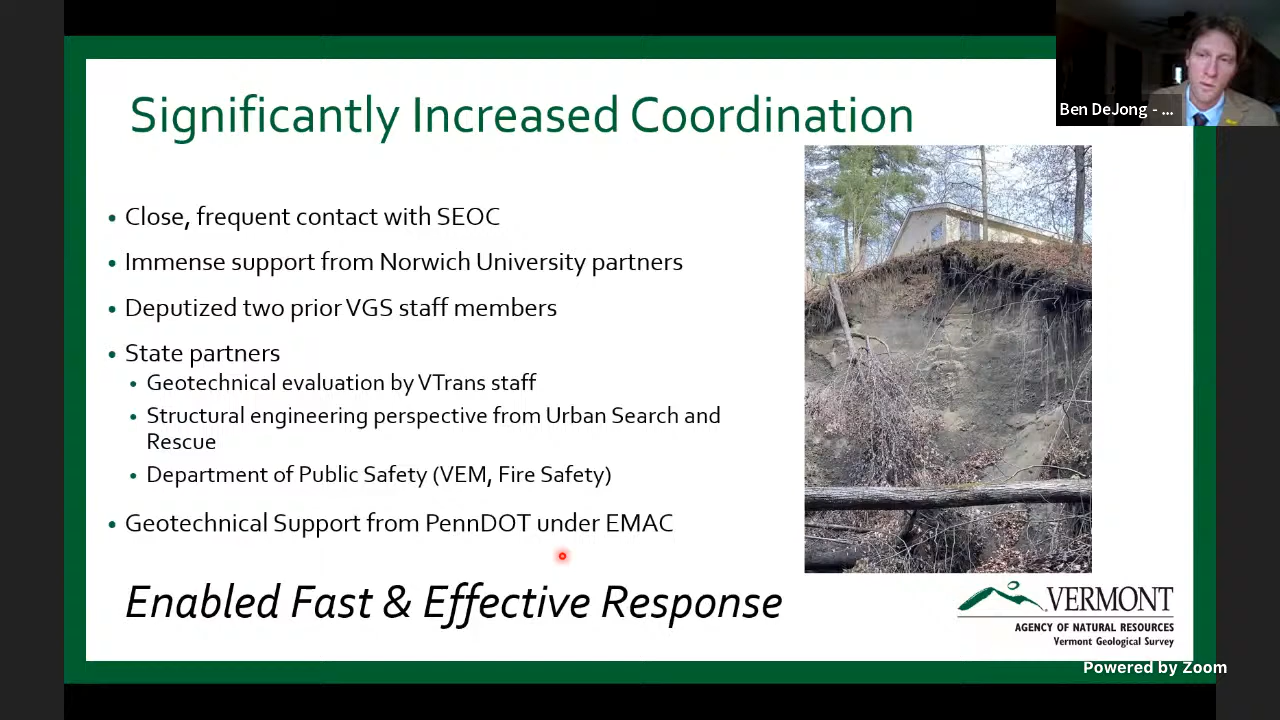 Significantly Increased Coordination
Ben DeJong - ...
• Close, frequent contact with SEOC
• Immense support from Norwich University partners
• Deputized two prior VGS staff members
• State partners
• Geotechnical evaluation by VTrans staff
• Structural engineering perspective from Urban Search and
Rescue
• Department of Public Safety (VEM, Fire Safety)
• Geotechnical Support from PennDOT under EMAC
Enabled Fast & Effective Response
VERMONT
AGENCY OF NATURAL RESOURCES
Vermont Geological Survey
Powered by Zoom